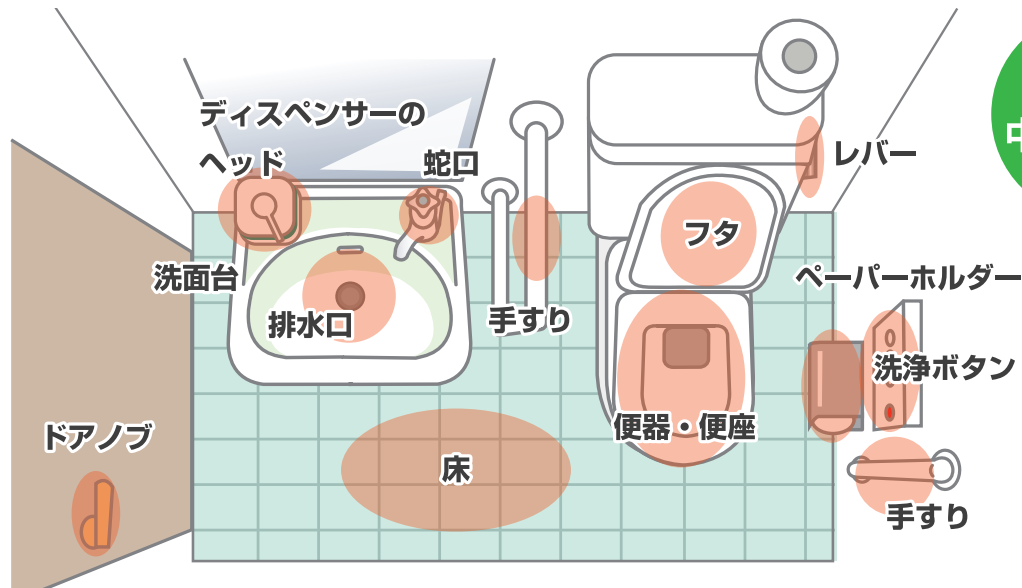 ディスペンサーの
ヘッド
蛇口
レバー
フタ
洗面台
ペーパーホルダー
排水口
手すり
洗浄ボタン
便器・便座
ドアノブ
床
手すり